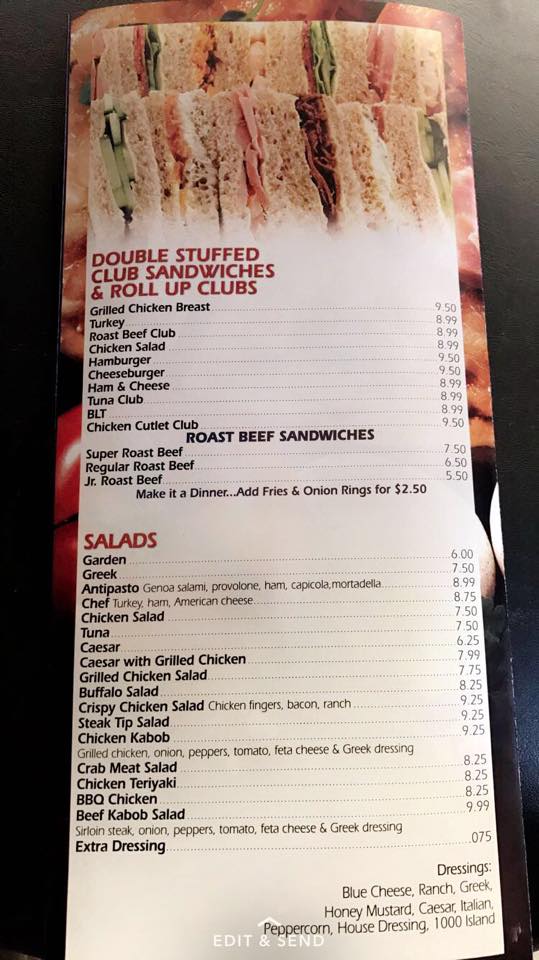 DOUBLE STUFFED
CLUB SANDWICHES
& ROLL UP CLUBS
Grilled Chicken Breast 9.50
Turkey 8.99
Roast Beef Club 8.99
Chicken Salad 8.99
Hamburger 9.50
Cheeseburger 9.50
Ham & Cheese 8.99
Tuna Club 8.99
BLT 8.99
Chicken Cutlet Club 9.50
ROAST BEEF SANDWICHES
Super Roast Beef 7.50
Regular Roast Beef 6.50
Jr. Roast Beef 5.50
Make it a Dinner...Add Fries & Onion Rings for $2.50
SALADS
Garden 6.00
Greek 7.50
Antipasto Genoa salami, provolone, ham, capicola,mortadella 8.99
Chef Turkey, ham, American cheese 8.75
Chicken Salad 7.50
Tuna 7.50
Caesar 6.25
Caesar with Grilled Chicken 7.99
Grilled Chicken Salad 7.75
Buffalo Salad 8.25
Crispy Chicken Salad Chicken fingers, bacon, ranch 9.25
Steak Tip Salad 9.25
Chicken Kabob 9.25
Grilled chicken, onion, peppers, tomato, feta cheese & Greek dressing
Crab Meat Salad 8.25
Chicken Teriyaki 8.25
BBQ Chicken 8.25
Beef Kabob Salad 9.99
Sirloin steak, onion, peppers, tomato, feta cheese & Greek dressing
Extra Dressing .075
Dressings:
Blue Cheese, Ranch, Greek,
Honey Mustard, Caesar, Italian,
Peppercorn, House Dressing, 1000 Island
EDIT & SEND